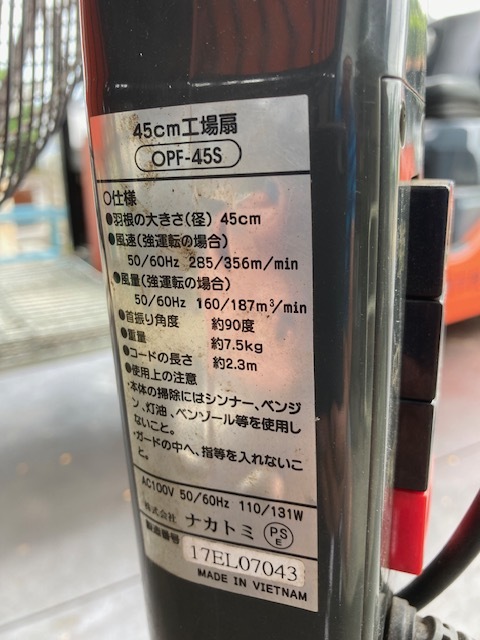 45cm工場扇
OPF-45S
〇仕様
●羽根の大きさ(径) 45cm
●風速(強運転の場合)
50/60Hz 285/356m/min
●風量(強運転の場合)
50/60Hz 160/187m³/min
●首振り角度 約90度
●重量 約7.5kg
●コードの長さ 約2.3m
●使用上の注意
・本体の掃除にはシンナー、ベンジ
ン、灯油、ベンゾール等を使用し
ないこと。
・ガードの中へ、指等を入れないこ
と。
AC100V 50/60Hz 110/131W
株式会社 ナカトミ PSE
製造番号 17EL07043
MADE IN VIETNAM